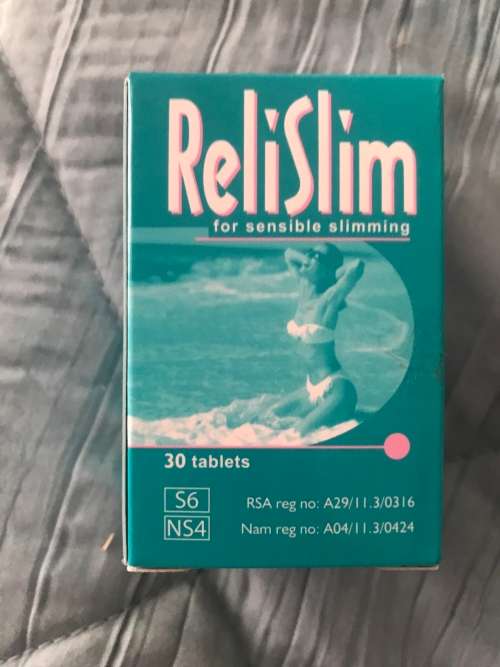 ReliSlim
for sensible slimming
30 tablets
S6
RSA reg no: A29/11.3/0316
NS4
Nam reg no: A04/11.3/0424